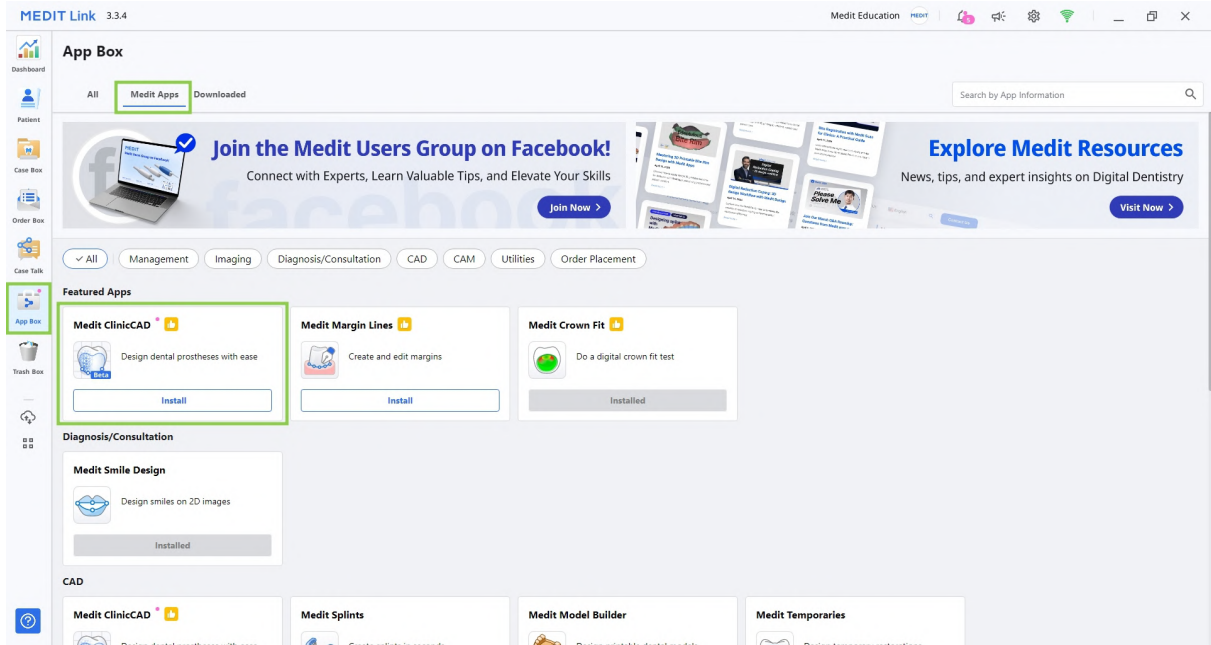 MEDIT Link 3.3.4
Medit Education MEDIT
5
Dashboard
Patient
Case Box
Order Box
Case Talk
App Box
Trash Box
App Box
All Medit Apps Downloaded
Search by App Information
Join the Medit Users Group on Facebook!
Connect with Experts, Learn Valuable Tips, and Elevate Your Skills
Join Now >
Explore Medit Resources
News, tips, and expert insights on Digital Dentistry
Visit Now >
Please
Solve Me
All Management Imaging Diagnosis/Consultation CAD CAM Utilities Order Placement
Featured Apps
Medit ClinicCAD
Design dental prostheses with ease
Beta
Install
Medit Margin Lines
Create and edit margins
Install
Medit Crown Fit
Do a digital crown fit test
Installed
Diagnosis/Consultation
Medit Smile Design
Design smiles on 2D images
Installed
CAD
Medit ClinicCAD
Medit Splints
Medit Model Builder
Medit Temporaries